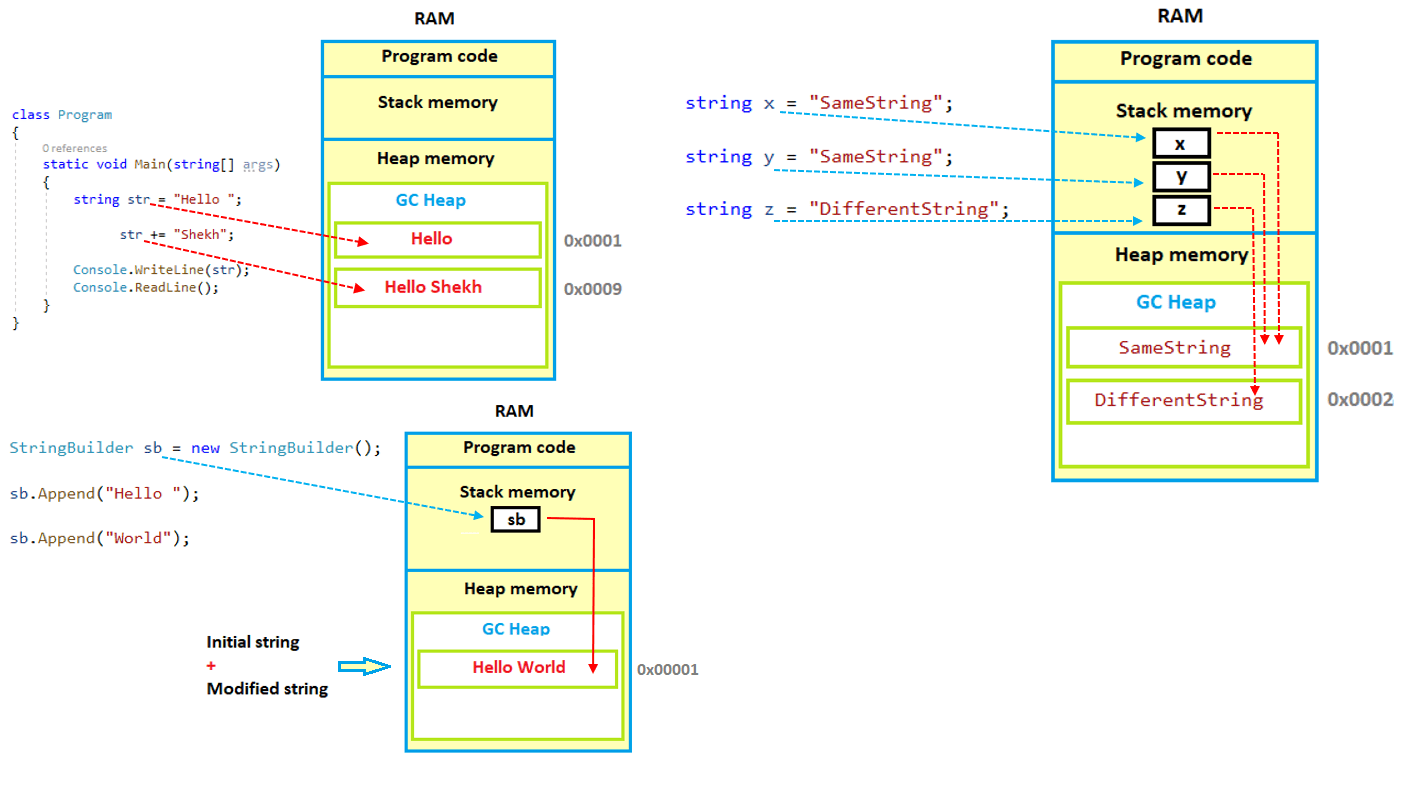 RAM
Program code
Stack memory
Heap memory
GC Heap
Hello
0x0001
Hello Shekh
0x0009
class Program
{
0 references
static void Main(string[] args)
{
string str = "Hello ";
str += "Shekh";
Console.WriteLine(str);
Console.ReadLine();
}
}
RAM
Program code
string x = "SameString";
string y = "SameString";
string z = "DifferentString";
Stack memory
x
y
z
Heap memory
GC Heap
SameString
0x0001
DifferentString
0x0002
RAM
Program code
StringBuilder sb = new StringBuilder();
sb.Append("Hello ");
sb.Append("World");
Stack memory
sb
Heap memory
GC Heap
Initial string
+
Modified string
Hello World
0x00001